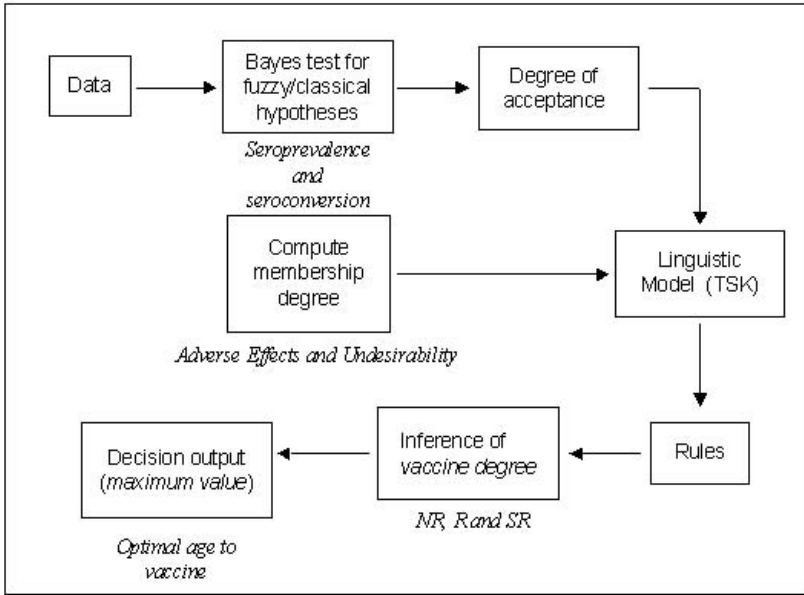 Data
Bayes test for
fuzzy/classical
hypotheses
Seroprevalence
and
seroconversion
Degree of
acceptance
Compute
membership
degree
Adverse Effects and Undesirability
Linguistic
Model (TSK)
Rules
Inference of
vaccine degree
NR, R and SR
Decision output
(maximum value)
Optimal age to
vaccine